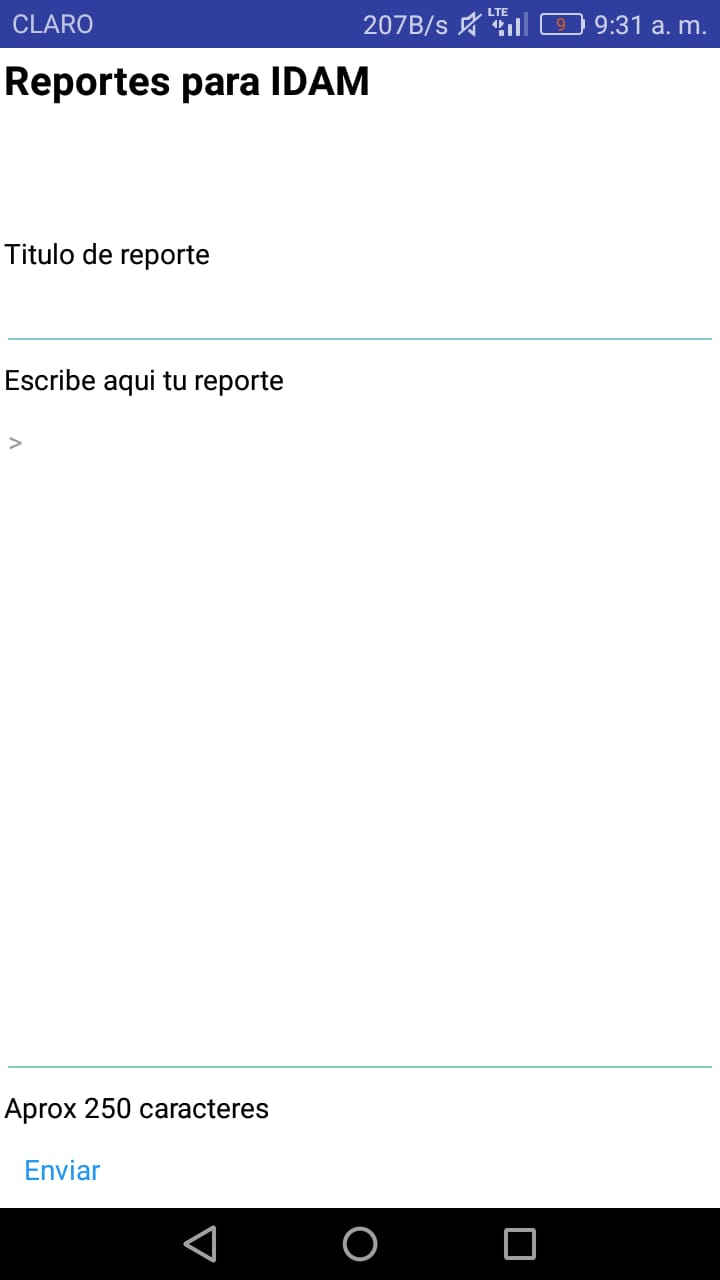 CLARO 207B/s LTE 9 9:31 a. m.
Reportes para IDAM
Titulo de reporte
Escribe aqui tu reporte
>
Aprox 250 caracteres
Enviar